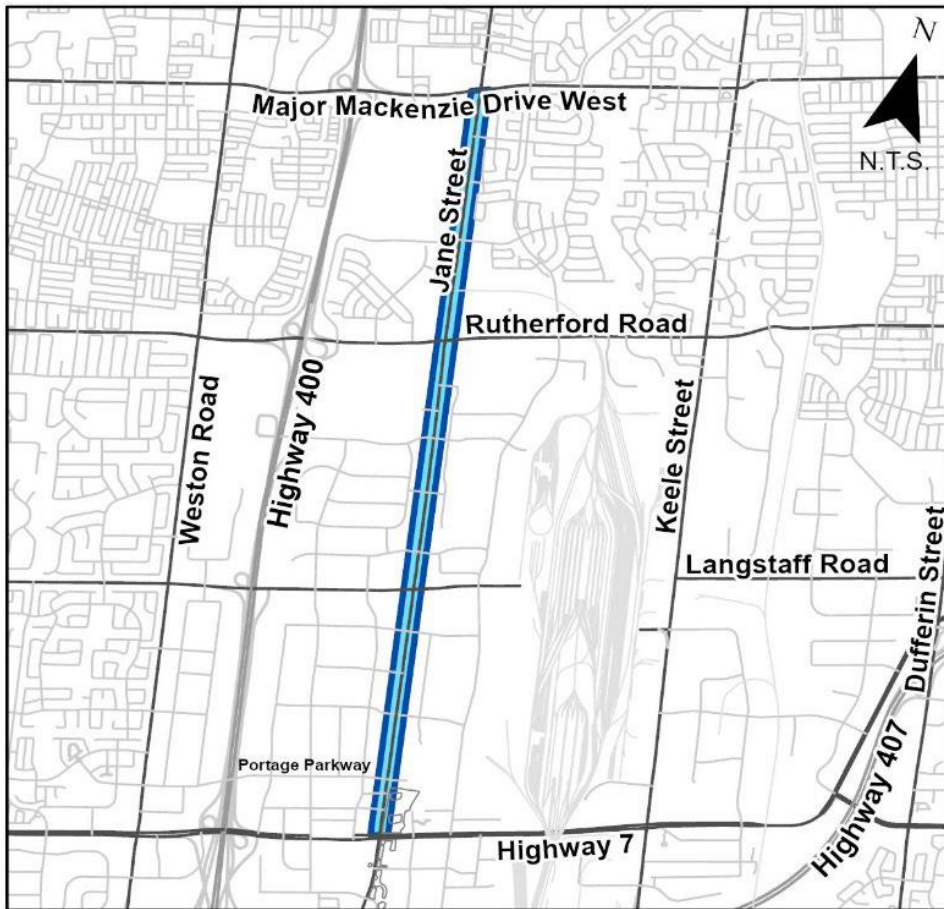 N
N.T.S.
Major Mackenzie Drive West
Jane Street
Rutherford Road
Highway 400
Weston Road
Keele Street
Langstaff Road
Dufferin Street
Portage Parkway
Highway 407
Highway 7